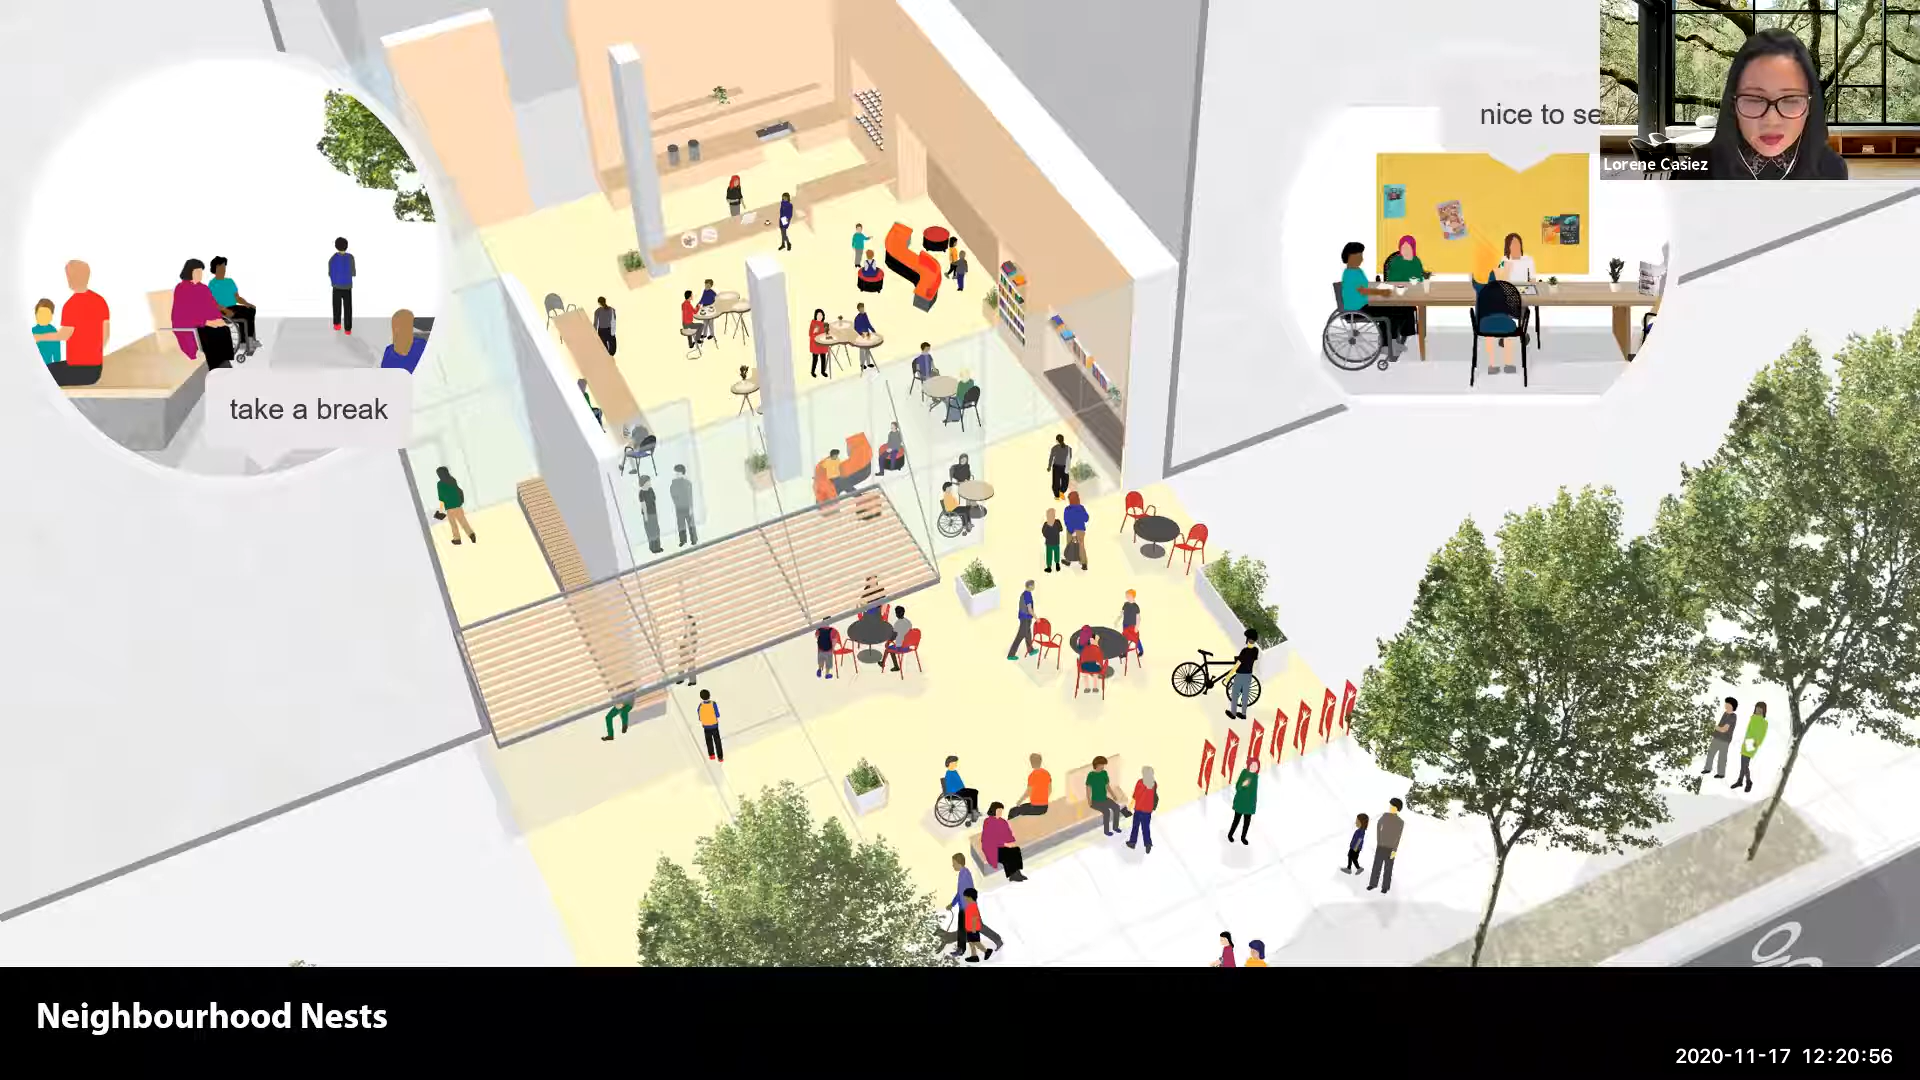 nice to se
Lorene Casiez
take a break
Neighbourhood Nests
2020-11-17 12:20:56